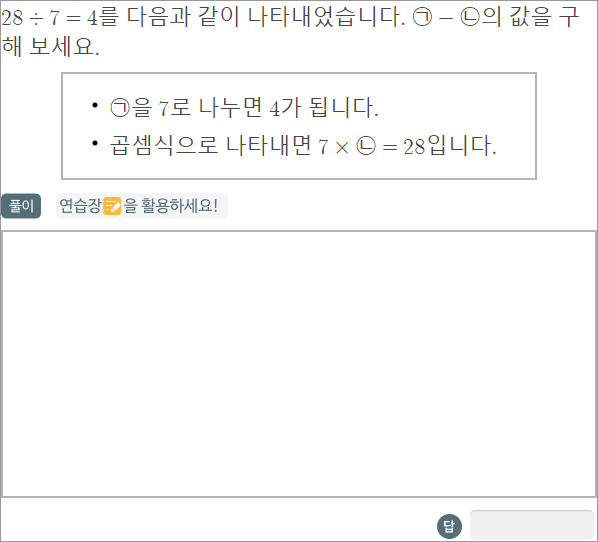 28 ÷ 7 = 4를 다음과 같이 나타내었습니다. ㉠ − ㉡의 값을 구
해 보세요.
• ㉠을 7로 나누면 4가 됩니다.
• 곱셈식으로 나타내면 7 × ㉡ = 28입니다.
풀이 연습장을 활용하세요!
답